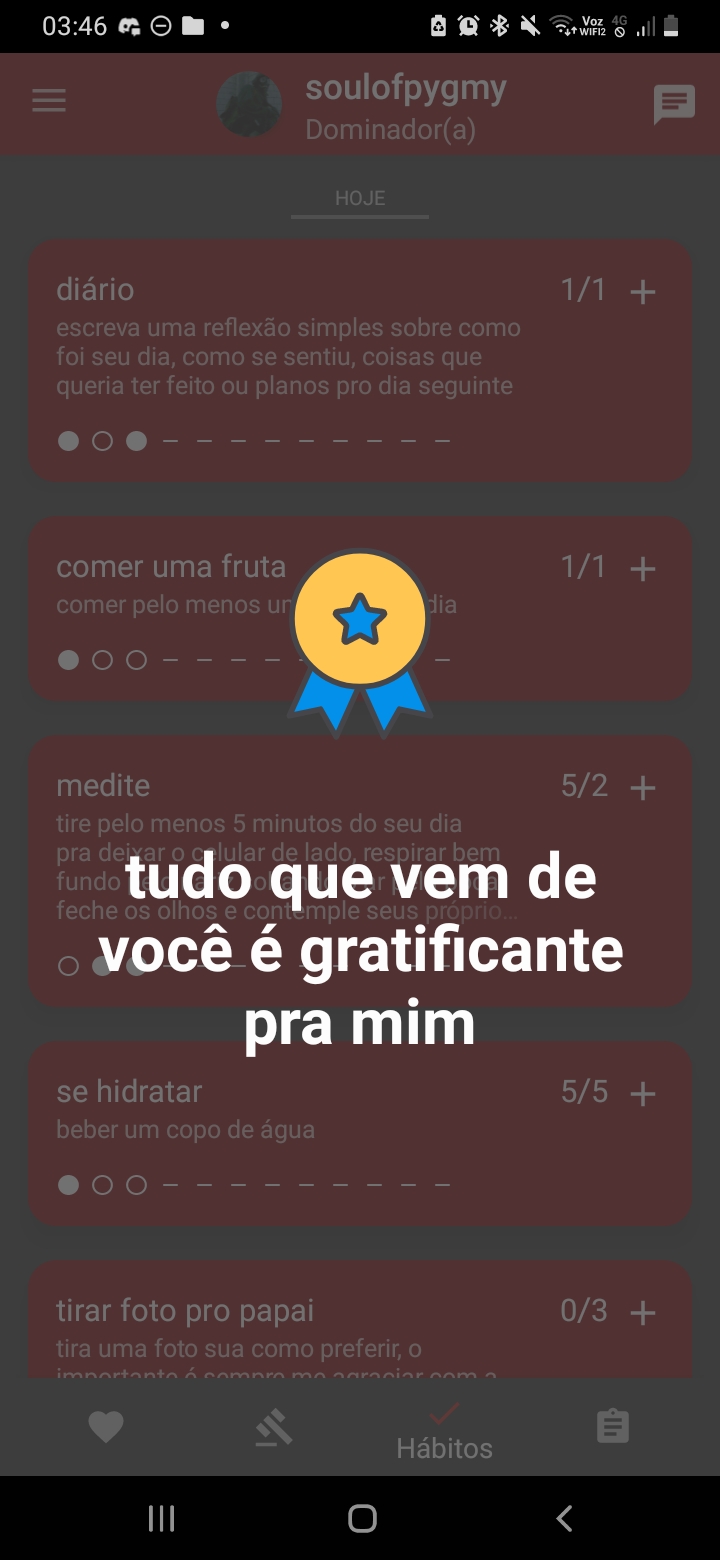 03:46
Voz
WIFI2
4G
soulofpygmy
Dominador(a)
HOJE
diário
1/1 +
escreva uma reflexão simples sobre como
foi seu dia, como se sentiu, coisas que
queria ter feito ou planos pro dia seguinte
comer uma fruta
1/1 +
comer pelo menos dia
medite
5/2 +
tire pelo menos 5 minutos do seu dia
pra deixar o celular de lado, respirar bem
fundo
feche os olhos e contemple seus próprio...
tudo que vem de
você é gratificante
pra mim
se hidratar
5/5 +
beber um copo de água
tirar foto pro papai
0/3 +
tira uma foto sua como preferir, o
importante é sempre me agraciar com a
Hábitos